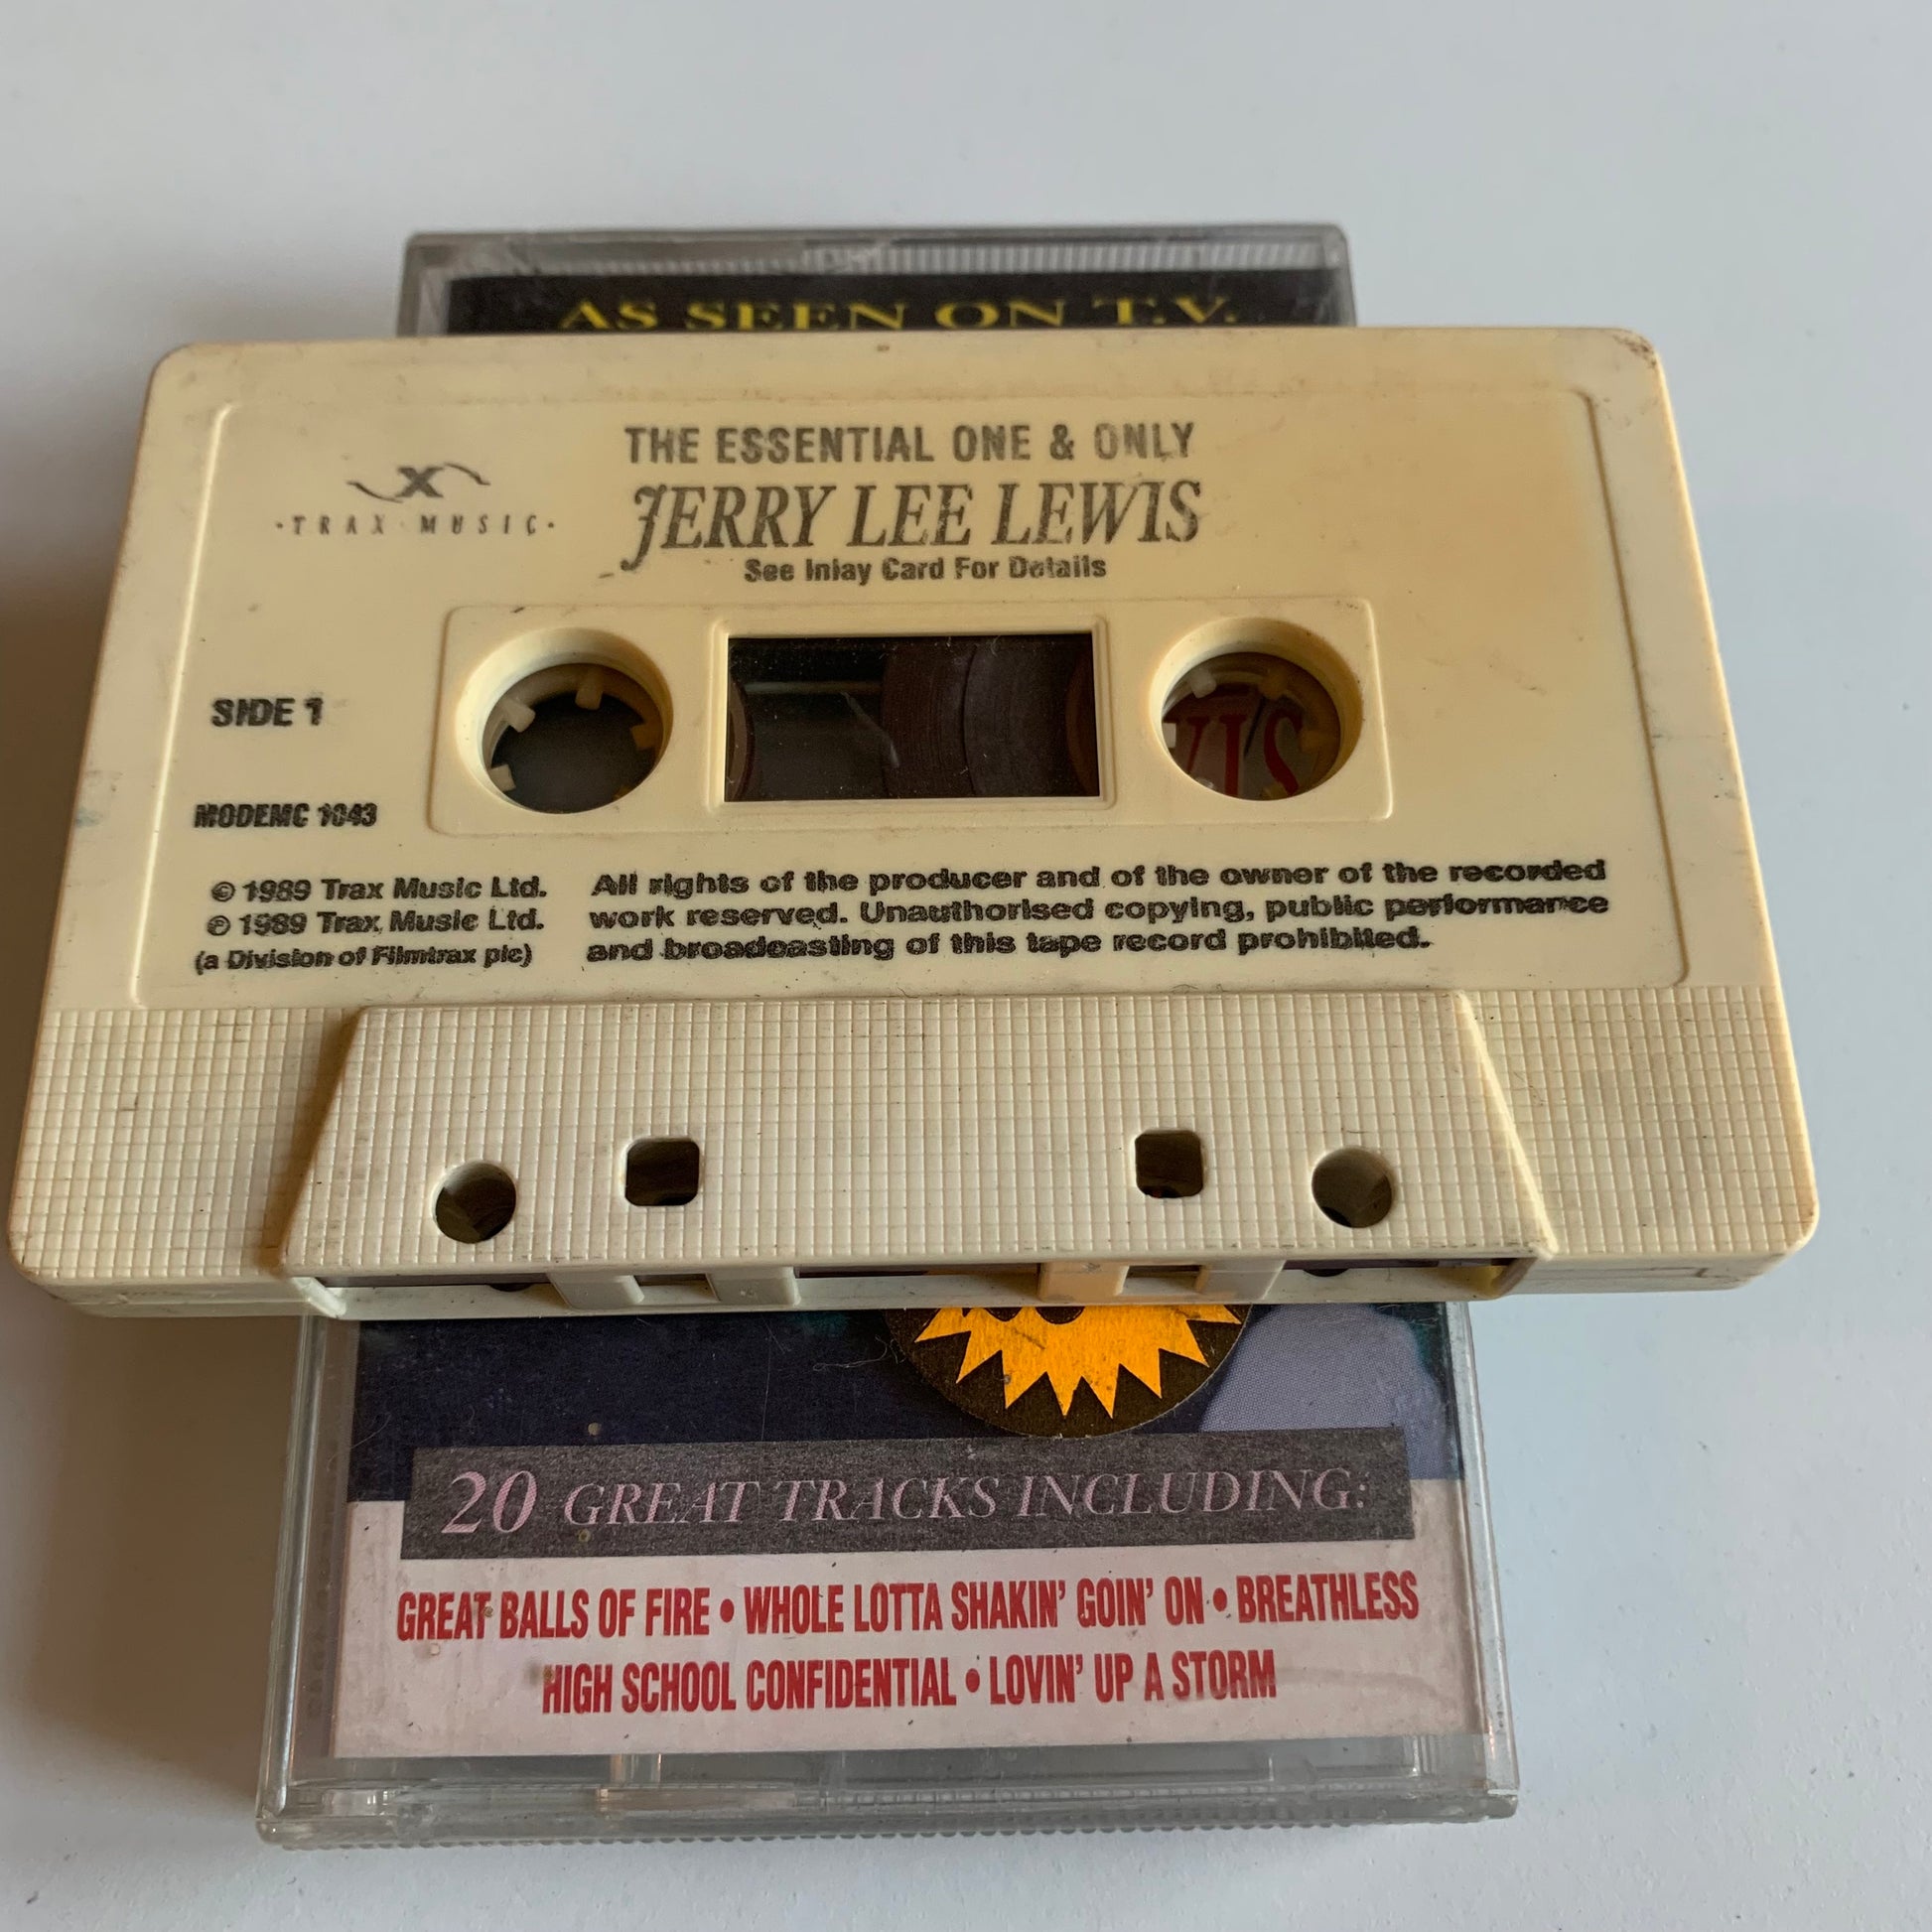 AS SEEN ON T.V.
THE ESSENTIAL ONE & ONLY
JERRY LEE LEWIS
See Inlay Card For Details
X
·TRAX·MUSIC·
SIDE 1
WIS
MODEMC 1043
© 1989 Trax Music Ltd.
℗ 1989 Trax Music Ltd.
(a Division of Filmtrax plc)
All rights of the producer and of the owner of the recorded
work reserved. Unauthorised copying, public performance
and broadcasting of this tape record prohibited.
20 GREAT TRACKS INCLUDING:
GREAT BALLS OF FIRE • WHOLE LOTTA SHAKIN' GOIN' ON • BREATHLESS
HIGH SCHOOL CONFIDENTIAL • LOVIN' UP A STORM